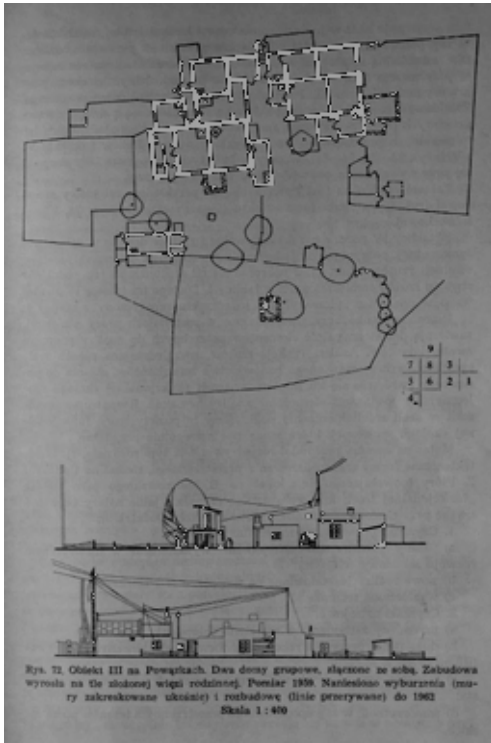 9
7 8 3
5 6 2 1
4
Rys. 72. Obiekt III na Powązkach. Dwa domy grupowe, złączone ze sobą. Zabudowa
wyrosła na tle złożonej więzi rodzinnej. Pomiar 1959. Naniesiono wyburzenia (mu-
ry zakreskowane ukośnie) i rozbudowę (linie przerywane) do 1962
Skala 1 : 400